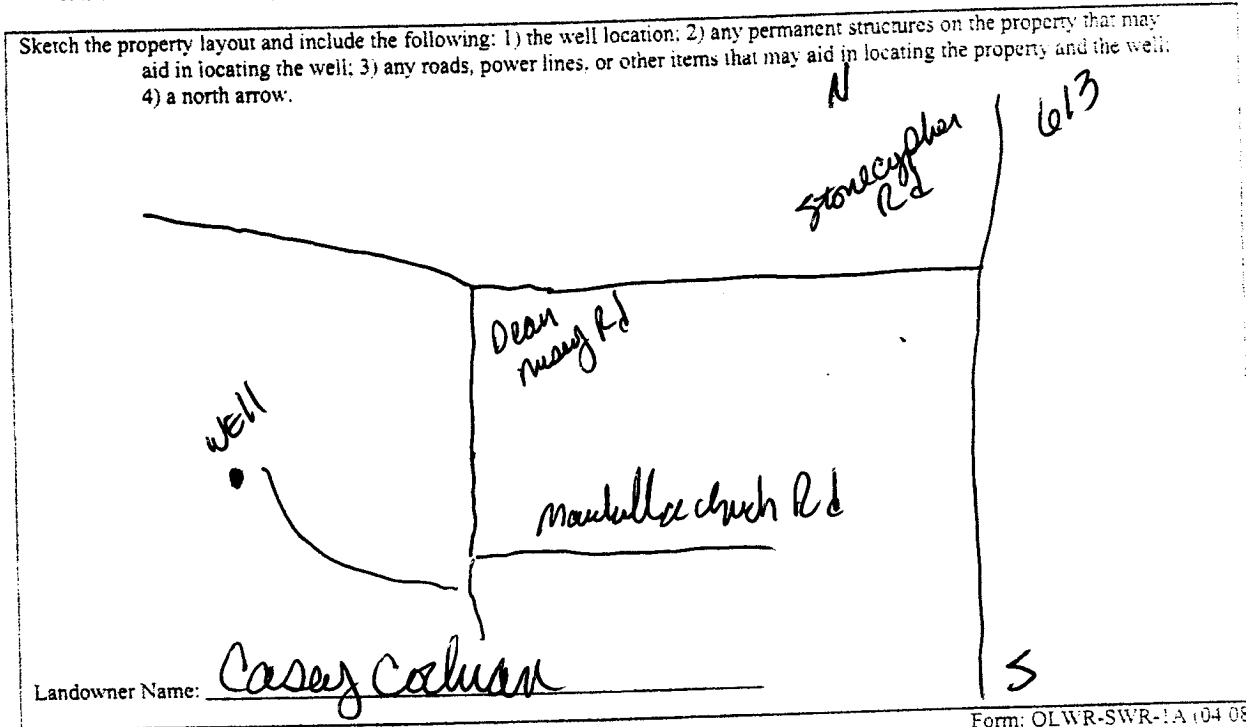 Sketch the property layout and include the following: 1) the well location; 2) any permanent structures on the property that may
aid in locating the well; 3) any roads, power lines, or other items that may aid in locating the property and the well;
4) a north arrow.
N
613
Stonecypher
Rd
Dean
Rd
WEll
Church Rd
S
Landowner Name: Casey Cochran
Form: OLWR-SWR-1A (04 08